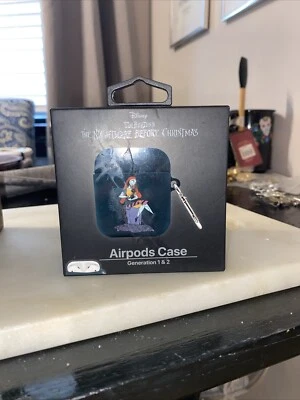 Disney
Tim Burton's
THE NIGHTMARE BEFORE CHRISTMAS
Airpods Case
Generation 1 & 2